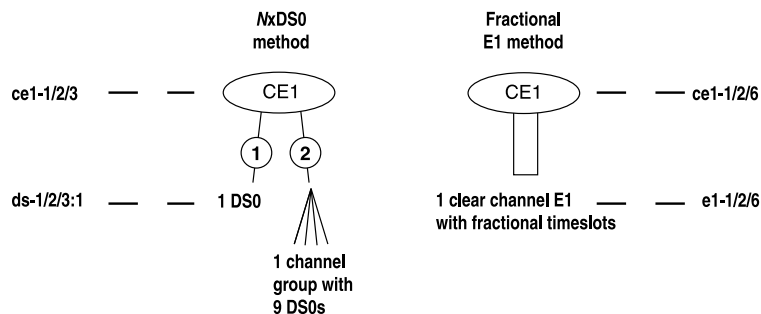 NxDS0
method
Fractional
E1 method
ce1-1/2/3
CE1
CE1
ce1-1/2/6
1
2
ds-1/2/3:1
1 DS0
1 clear channel E1
with fractional timeslots
e1-1/2/6
1 channel
group with
9 DS0s